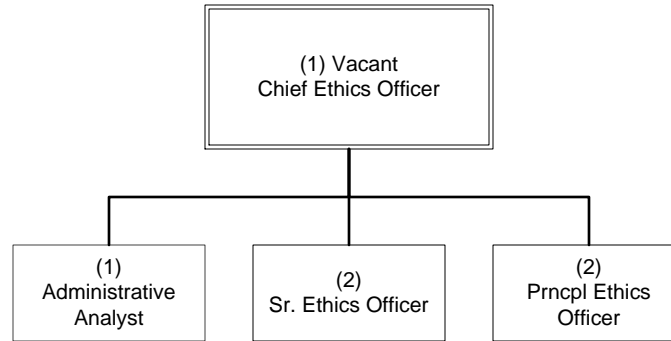 (1) Vacant
Chief Ethics Officer
(1)
Administrative
Analyst
(2)
Sr. Ethics Officer
(2)
Prncpl Ethics
Officer